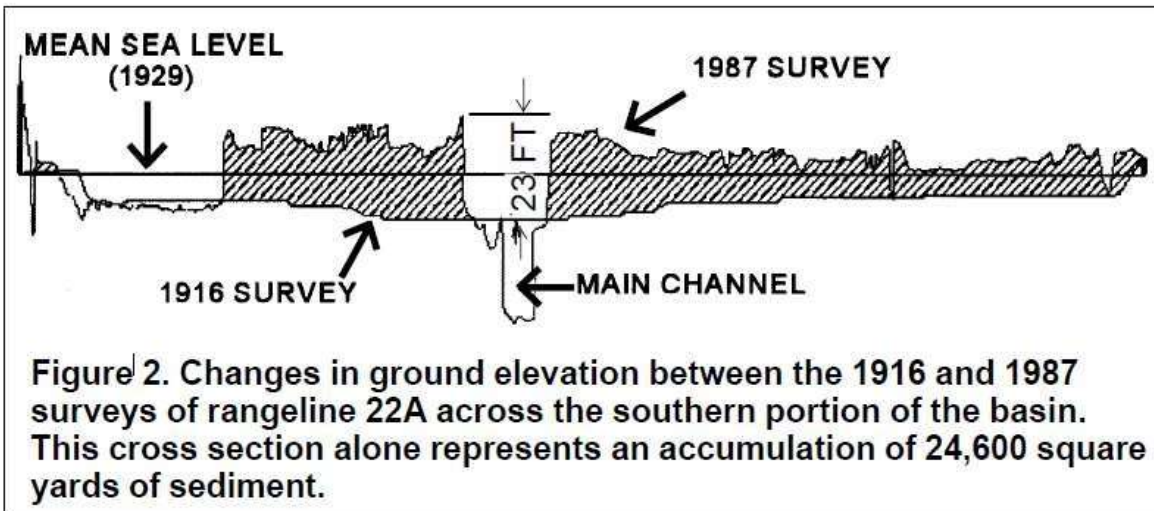 MEAN SEA LEVEL
(1929)
1987 SURVEY
23 FT
1916 SURVEY
MAIN CHANNEL
Figure 2. Changes in ground elevation between the 1916 and 1987
surveys of rangeline 22A across the southern portion of the basin.
This cross section alone represents an accumulation of 24,600 square
yards of sediment.